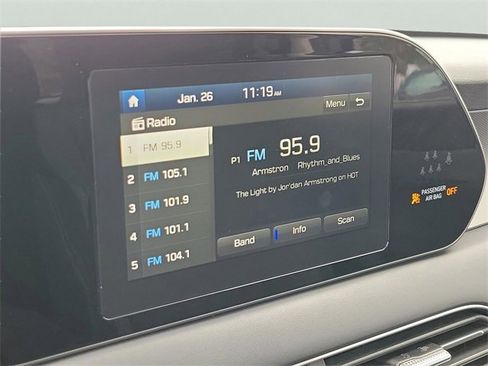 Jan. 26 11:19 AM
Radio Menu
1 FM 95.9
2 FM 105.1
3 FM 101.9
4 FM 101.1
5 FM 104.1
P1 FM 95.9
Armstron Rhythm_and_Blues
The Light by Jor'dan Armstrong on HOT
Band Info Scan
PASSENGER
AIR BAG OFF